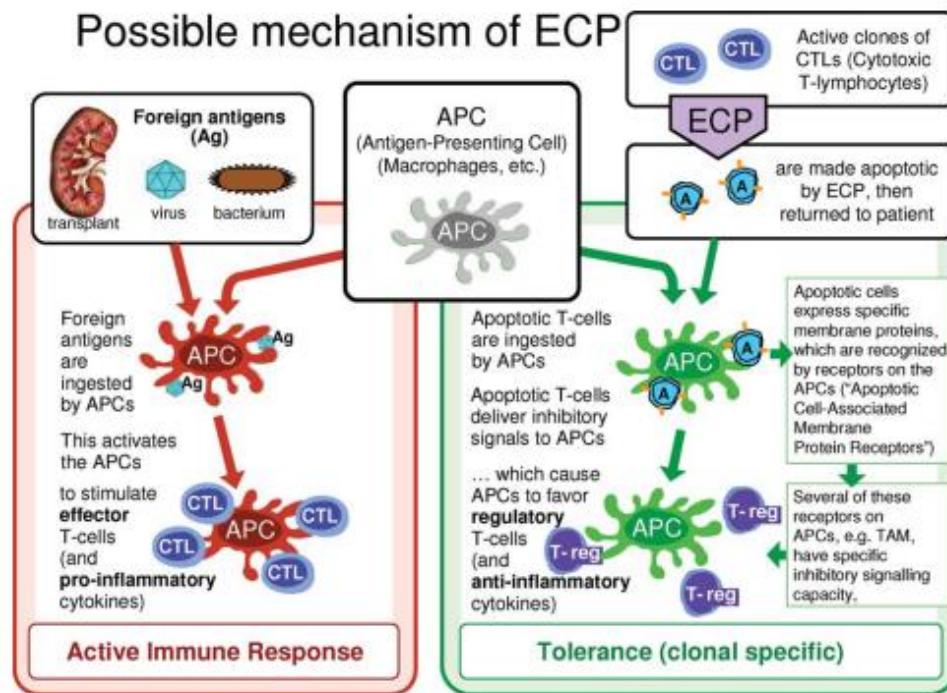 Possible mechanism of ECP
CTL
CTL
Active clones of
CTLs (Cytotoxic
T-lymphocytes)
ECP
A
A
are made apoptotic
by ECP, then
returned to patient
Foreign antigens
(Ag)
transplant
virus
bacterium
APC
(Antigen-Presenting Cell)
(Macrophages, etc.)
APC
Foreign
antigens
are
ingested
by APCs
APC
Ag
Ag
This activates
the APCs
to stimulate
effector
T-cells
(and
pro-inflammatory
cytokines)
CTL
APC
CTL
CTL
CTL
Active Immune Response
Apoptotic T-cells
are ingested
by APCs
Apoptotic T-cells
deliver inhibitory
signals to APCs
APC
A
A
... which cause
APCs to favor
regulatory
T-cells
(and
anti-inflammatory
cytokines)
APC
T-reg
T-reg
T-reg
Apoptotic cells
express specific
membrane proteins,
which are recognized
by receptors on the
APCs ("Apoptotic
Cell-Associated
Membrane
Protein Receptors")
Several of these
receptors on
APCs, e.g. TAM,
have specific
inhibitory signalling
capacity.
Tolerance (clonal specific)